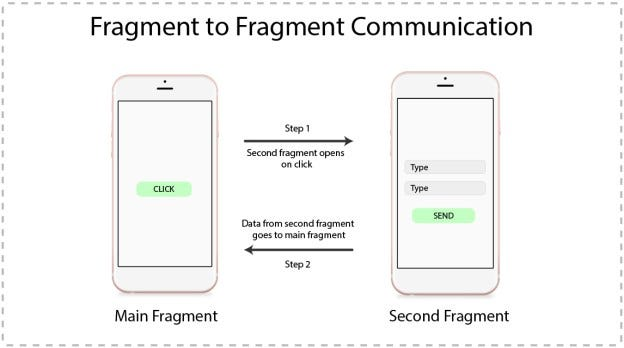 Fragment to Fragment Communication
Step 1
Second fragment opens
on click
CLICK
Type
Type
SEND
Data from second fragment
goes to main fragment
Step 2
Main Fragment
Second Fragment